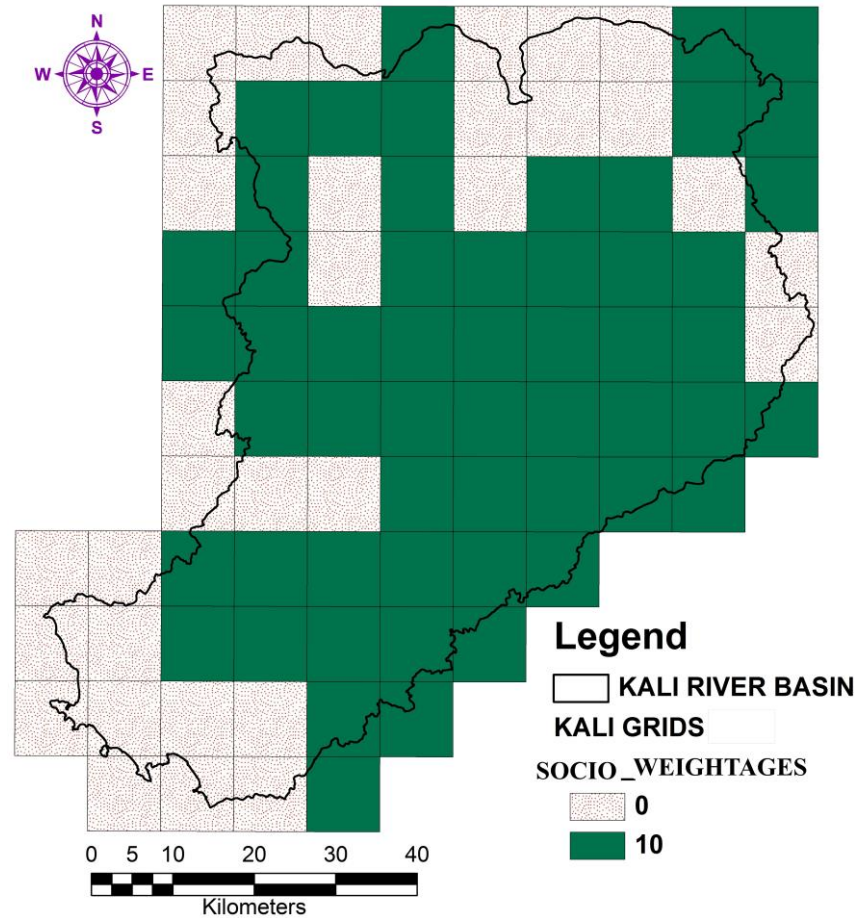 N
W E
S
Legend
KALI RIVER BASIN
KALI GRIDS
SOCIO_WEIGHTAGES
0
10
0 5 10 20 30 40
Kilometers